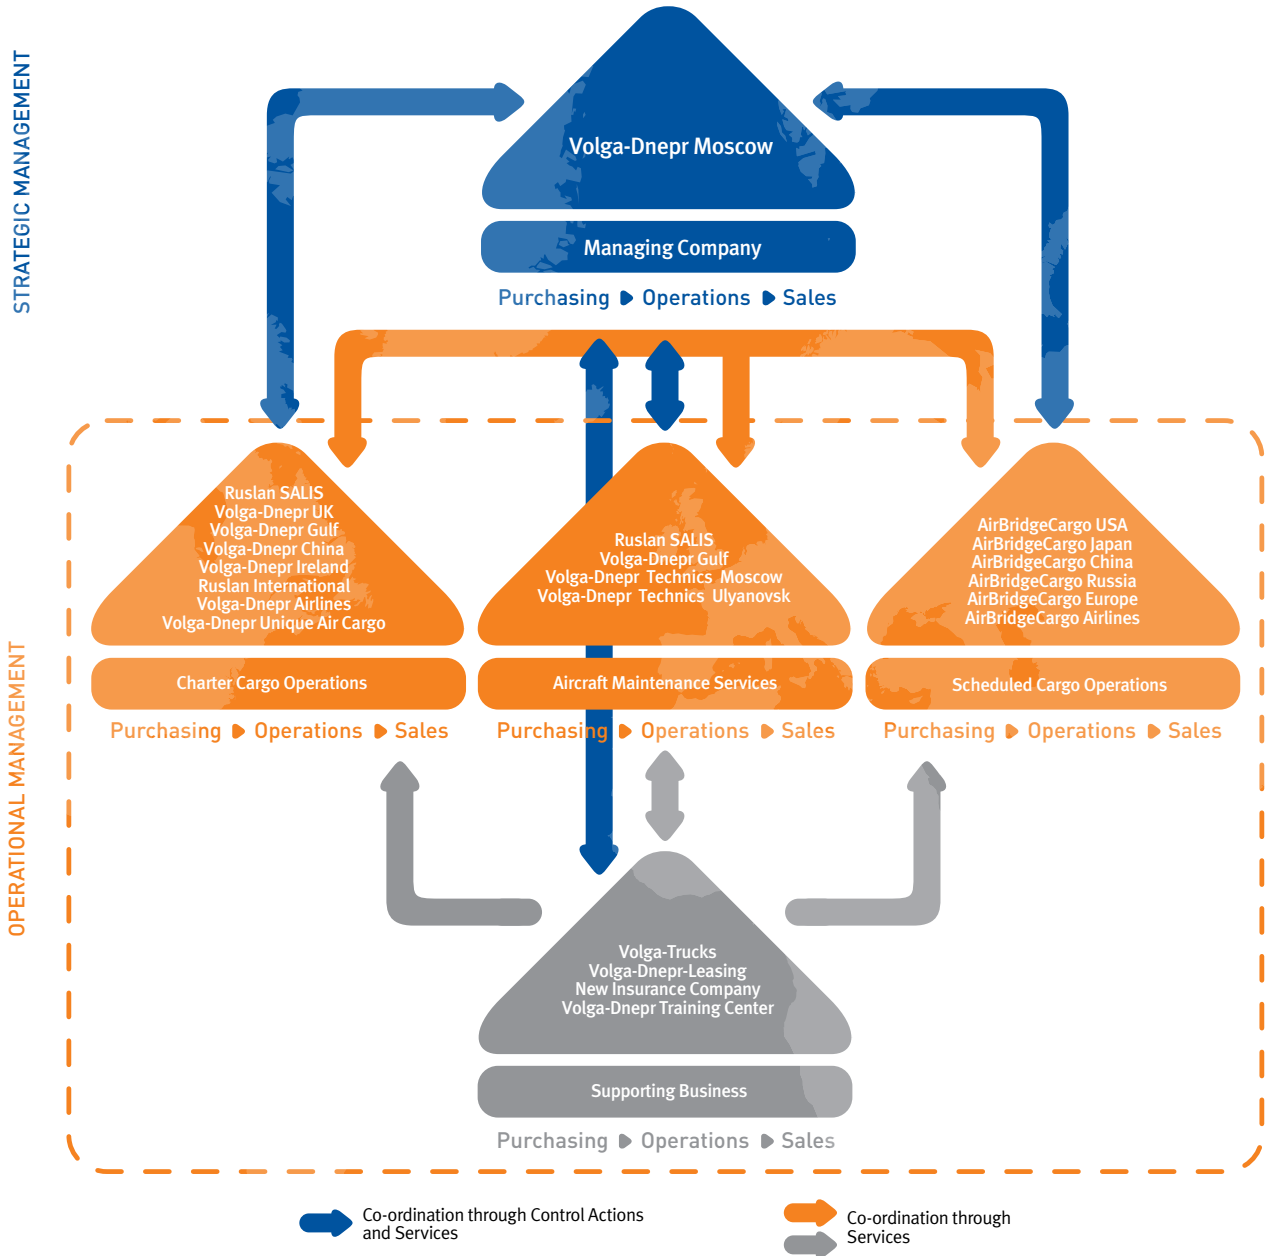 STRATEGIC MANAGEMENT
Volga-Dnepr Moscow
Managing Company
Purchasing Operations Sales
OPERATIONAL MANAGEMENT
Ruslan SALIS
Volga-Dnepr UK
Volga-Dnepr Gulf
Volga-Dnepr China
Volga-Dnepr Ireland
Ruslan International
Volga-Dnepr Airlines
Volga-Dnepr Unique Air Cargo
Charter Cargo Operations
Purchasing Operations Sales
Ruslan SALIS
Volga-Dnepr Gulf
Volga-Dnepr Technics Moscow
Volga-Dnepr Technics Ulyanovsk
Aircraft Maintenance Services
Purchasing Operations Sales
AirBridgeCargo USA
AirBridgeCargo Japan
AirBridgeCargo China
AirBridgeCargo Russia
AirBridgeCargo Europe
AirBridgeCargo Airlines
Scheduled Cargo Operations
Purchasing Operations Sales
Volga-Trucks
Volga-Dnepr-Leasing
New Insurance Company
Volga-Dnepr Training Center
Supporting Business
Purchasing Operations Sales
Co-ordination through Control Actions
and Services
Co-ordination through
Services